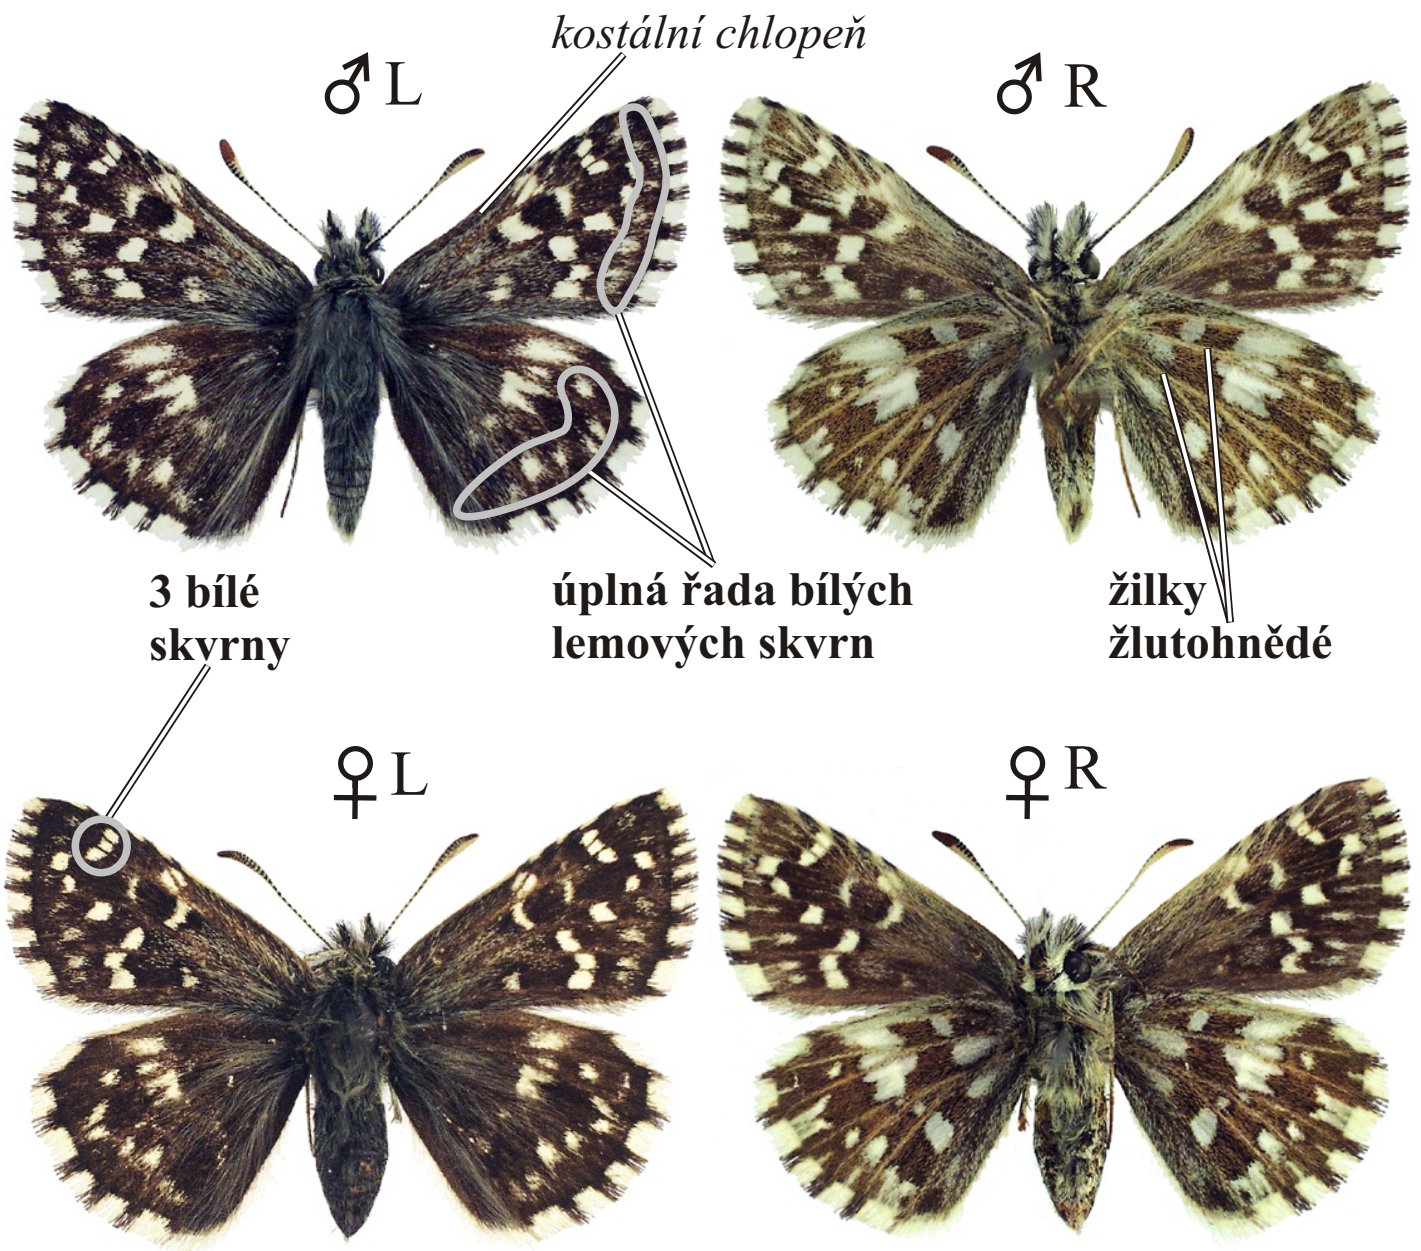 kostální chlopeň
♂ L
♂ R
3 bílé
skvrny
úplná řada bílých
lemových skvrn
žilky
žlutohnědé
♀ L
♀ R